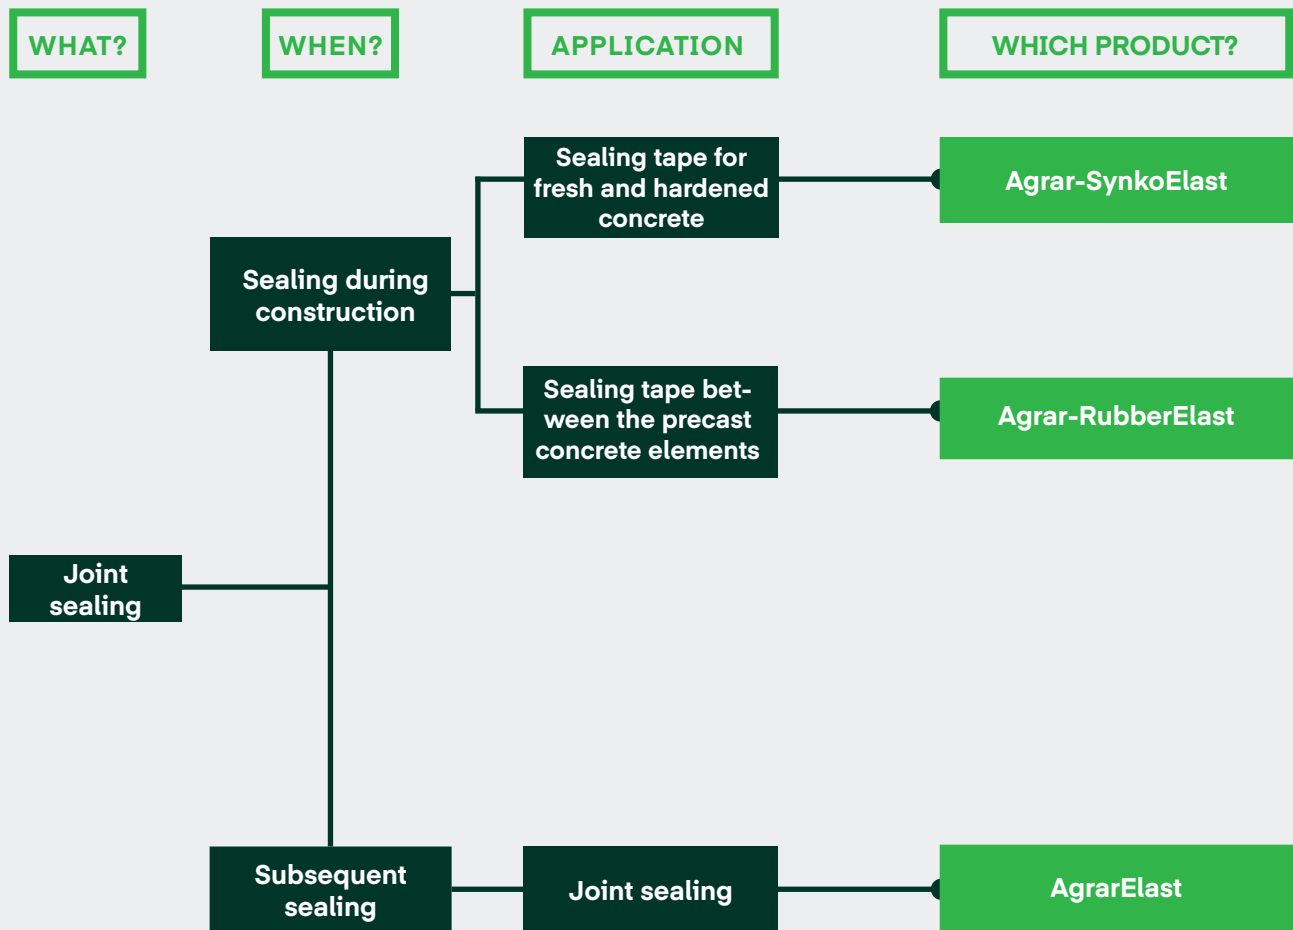 WHAT?
WHEN?
APPLICATION
WHICH PRODUCT?
Sealing tape for
fresh and hardened
concrete
Agrar-SynkoElast
Sealing during
construction
Sealing tape bet-
ween the precast
concrete elements
Agrar-RubberElast
Joint
sealing
Subsequent
sealing
Joint sealing
AgrarElast